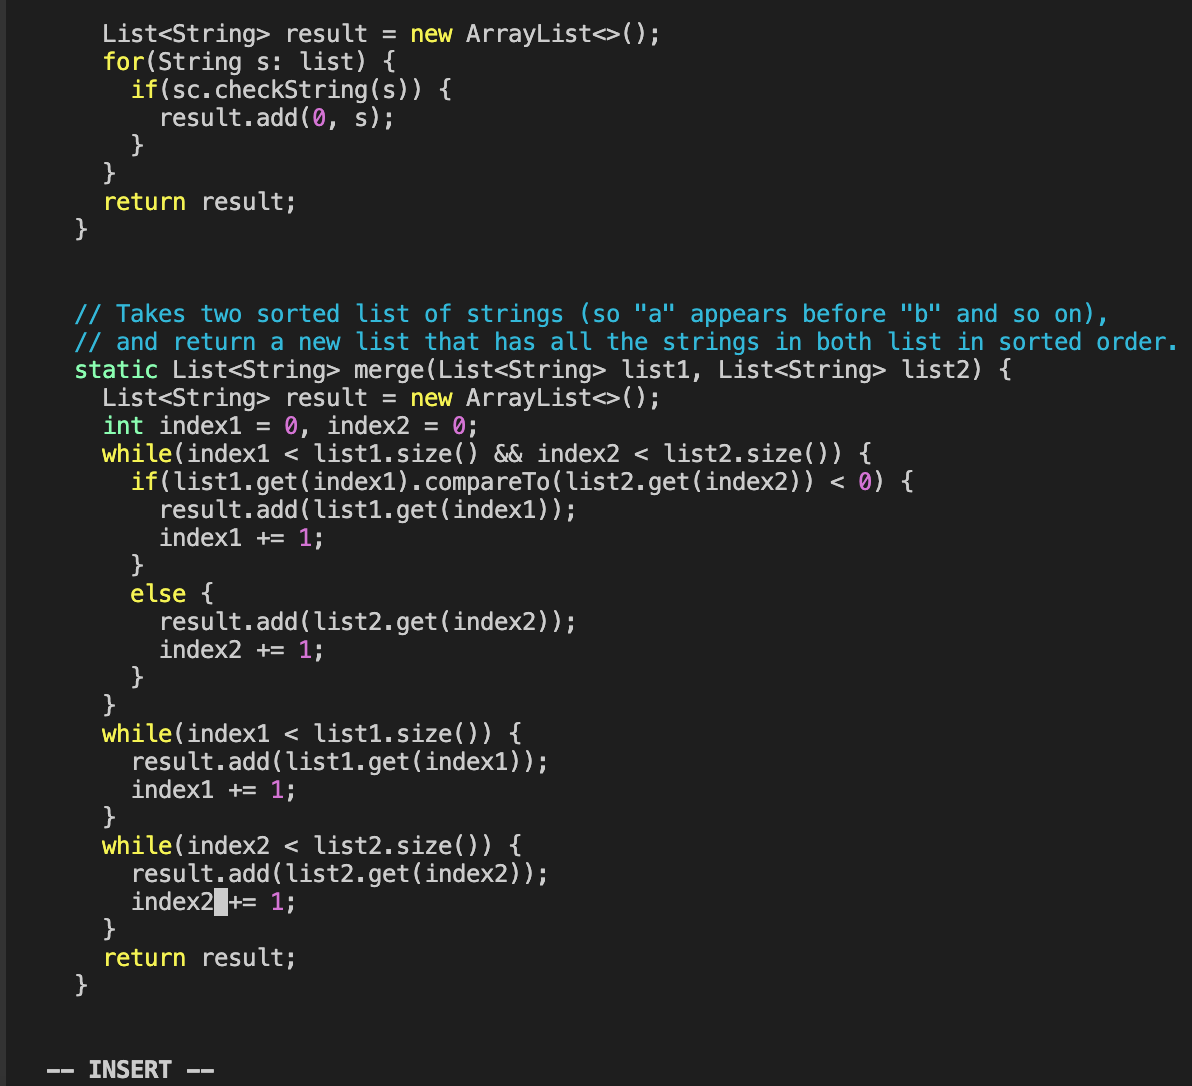 List<String> result = new ArrayList<>();
for(String s: list) {
if(sc.checkString(s)) {
result.add(0, s);
}
}
return result;
}
// Takes two sorted list of strings (so "a" appears before "b" and so on),
// and return a new list that has all the strings in both list in sorted order.
static List<String> merge(List<String> list1, List<String> list2) {
List<String> result = new ArrayList<>();
int index1 = 0, index2 = 0;
while(index1 < list1.size() && index2 < list2.size()) {
if(list1.get(index1).compareTo(list2.get(index2)) < 0) {
result.add(list1.get(index1));
index1 += 1;
}
else {
result.add(list2.get(index2));
index2 += 1;
}
}
while(index1 < list1.size()) {
result.add(list1.get(index1));
index1 += 1;
}
while(index2 < list2.size()) {
result.add(list2.get(index2));
index2 += 1;
}
return result;
}
-- INSERT --